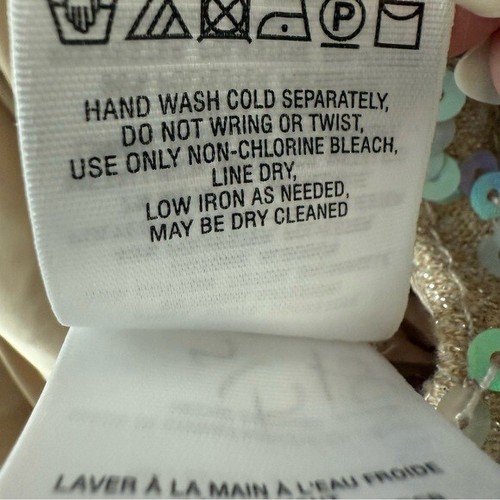 P
HAND WASH COLD SEPARATELY,
DO NOT WRING OR TWIST,
USE ONLY NON-CHLORINE BLEACH,
LINE DRY,
LOW IRON AS NEEDED,
MAY BE DRY CLEANED
LAVER À LA MAIN À L'EAU FROIDE